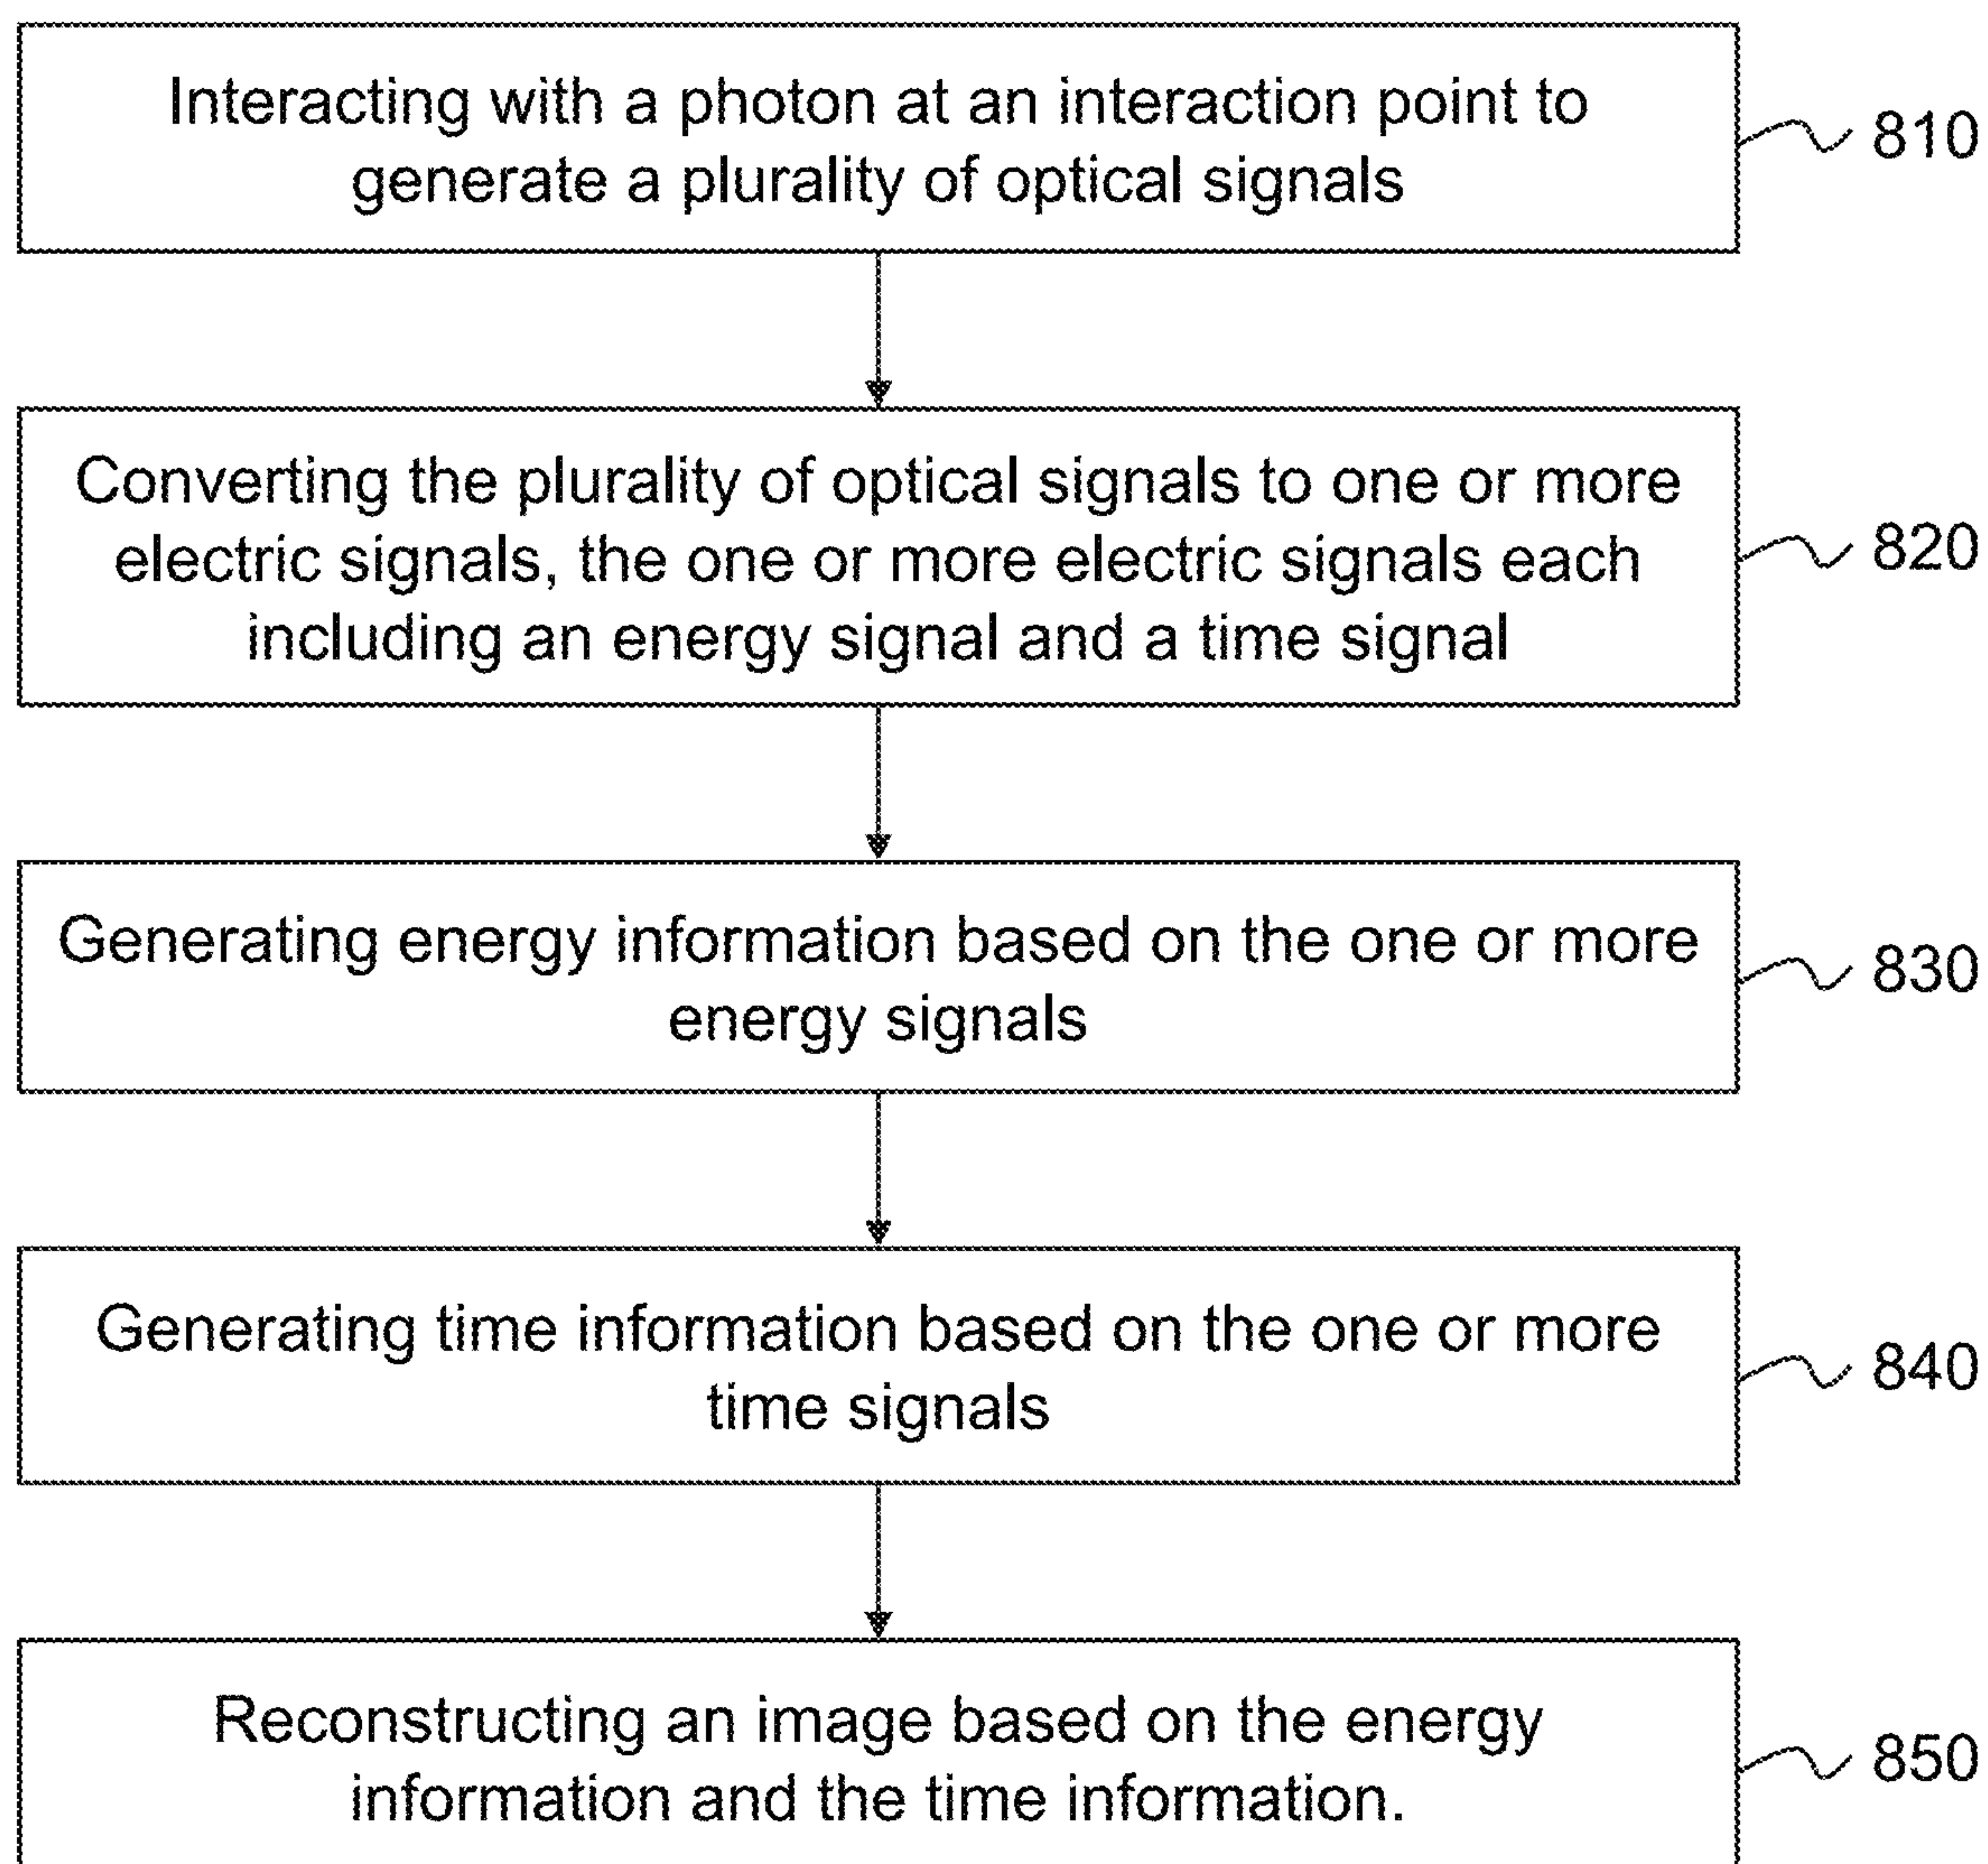 Interacting with a photon at an interaction point to
generate a plurality of optical signals
810
Converting the plurality of optical signals to one or more
electric signals, the one or more electric signals each
including an energy signal and a time signal
820
Generating energy information based on the one or more
energy signals
830
Generating time information based on the one or more
time signals
840
Reconstructing an image based on the energy
information and the time information.
850